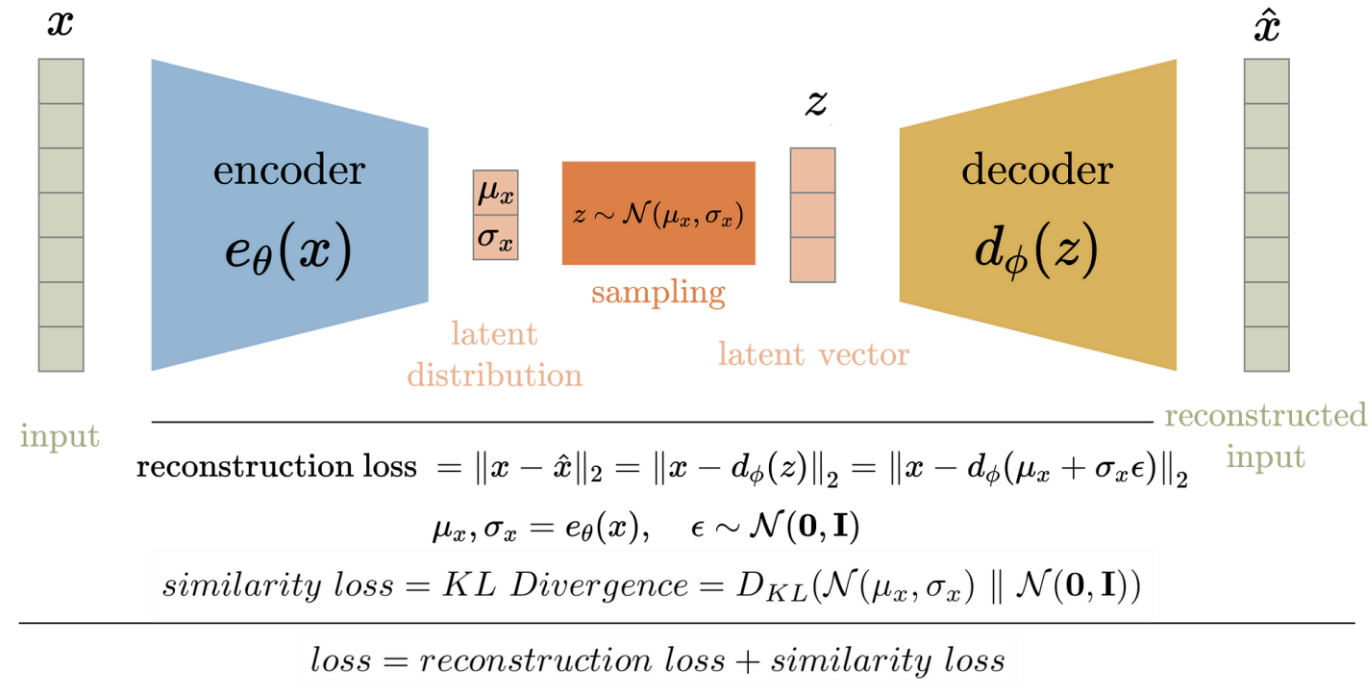 x
x̂
z
encoder
e_θ(x)
μ_x
σ_x
z ∼ 𝒩(μ_x, σ_x)
sampling
decoder
d_ϕ(z)
latent
distribution
latent vector
input
reconstructed
input
reconstruction loss = ‖x − x̂‖₂ = ‖x − d_ϕ(z)‖₂ = ‖x − d_ϕ(μ_x + σ_xϵ)‖₂
μ_x, σ_x = e_θ(x), ϵ ∼ 𝒩(𝟎, 𝐈)
similarity loss = KL Divergence = D_{KL}(𝒩(μ_x, σ_x) ∥ 𝒩(𝟎, 𝐈))
loss = reconstruction loss + similarity loss